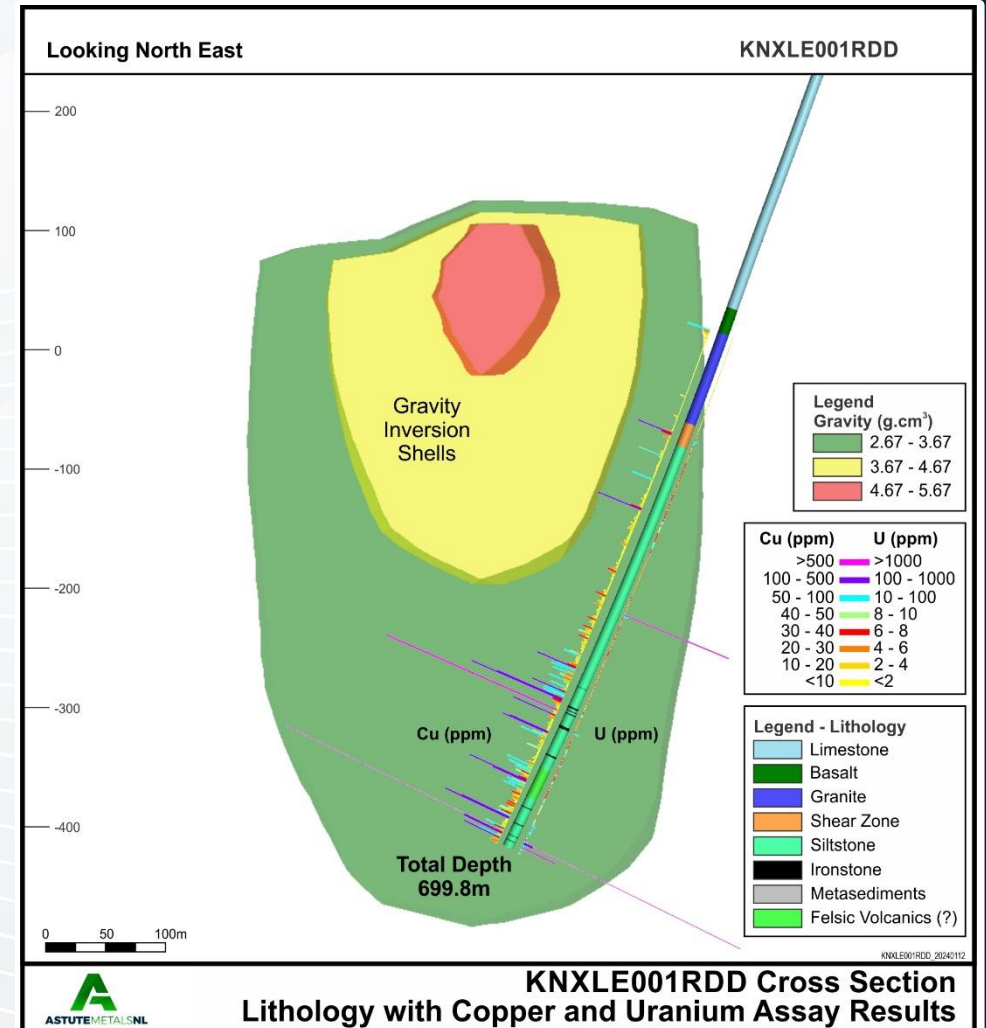 Looking North East
KNXLE001RDD
200
100
0
-100
-200
-300
-400
Gravity
Inversion
Shells
Legend
Gravity (g.cm³)
2.67 - 3.67
3.67 - 4.67
4.67 - 5.67
Cu (ppm) U (ppm)
>500 >1000
100 - 500 100 - 1000
50 - 100 10 - 100
40 - 50 8 - 10
30 - 40 6 - 8
20 - 30 4 - 6
10 - 20 2 - 4
<10 <2
Cu (ppm)
U (ppm)
Legend - Lithology
Limestone
Basalt
Granite
Shear Zone
Siltstone
Ironstone
Metasediments
Felsic Volcanics (?)
Total Depth
699.8m
0 50 100m
KNXLE001RDD_20240112
ASTUTEMETALSNL
KNXLE001RDD Cross Section
Lithology with Copper and Uranium Assay Results